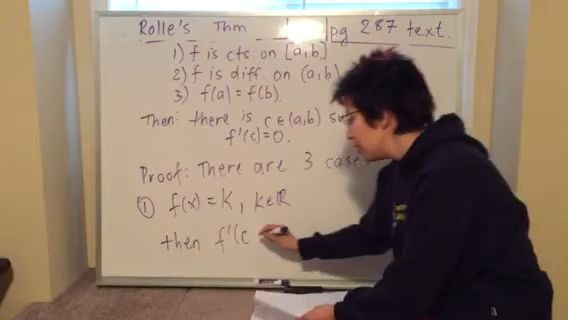 Rolle's Thm pg 287 text.
1) f is cts on [a,b]
2) f is diff. on (a,b)
3) f(a) = f(b).
Then: there is c ∈ (a,b)
f'(c)=0.
Proof: There are 3
① f(x) = K, K∈ℝ
then f'(c